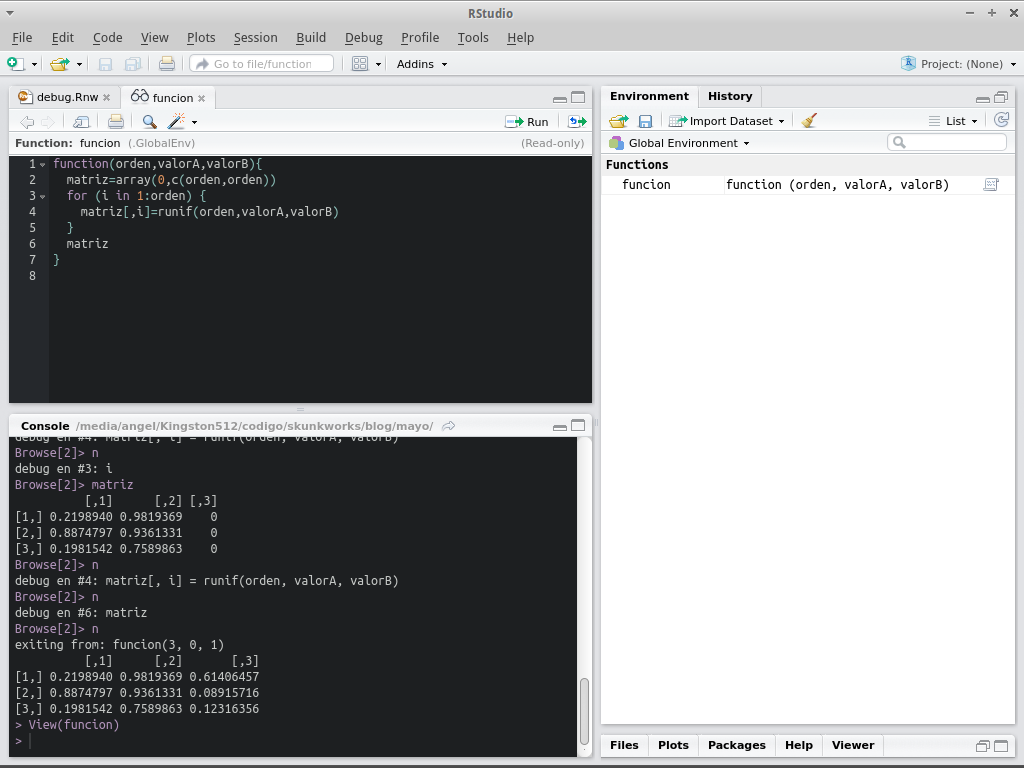 RStudio
File Edit Code View Plots Session Build Debug Profile Tools Help
Go to file/function Addins Project: (None)
debug.Rnw funcion
Run
Function: funcion (.GlobalEnv) (Read-only)
1 function(orden,valorA,valorB){
2   matriz=array(0,c(orden,orden))
3   for (i in 1:orden) {
4     matriz[,i]=runif(orden,valorA,valorB)
5   }
6   matriz
7 }
8
Console /media/angel/Kingston512/codigo/skunkworks/blog/mayo/
debug en #4: matriz[, i] = runif(orden, valorA, valorB)
Browse[2]> n
debug en #3: i
Browse[2]> matriz
          [,1]      [,2] [,3]
[1,] 0.2198940 0.9819369    0
[2,] 0.8874797 0.9361331    0
[3,] 0.1981542 0.7589863    0
Browse[2]> n
debug en #4: matriz[, i] = runif(orden, valorA, valorB)
Browse[2]> n
debug en #6: matriz
Browse[2]> n
exiting from: funcion(3, 0, 1)
          [,1]      [,2]       [,3]
[1,] 0.2198940 0.9819369 0.61406457
[2,] 0.8874797 0.9361331 0.08915716
[3,] 0.1981542 0.7589863 0.12316356
> View(funcion)
>
Environment History
Import Dataset List
Global Environment
Functions
funcion function (orden, valorA, valorB)
Files Plots Packages Help Viewer